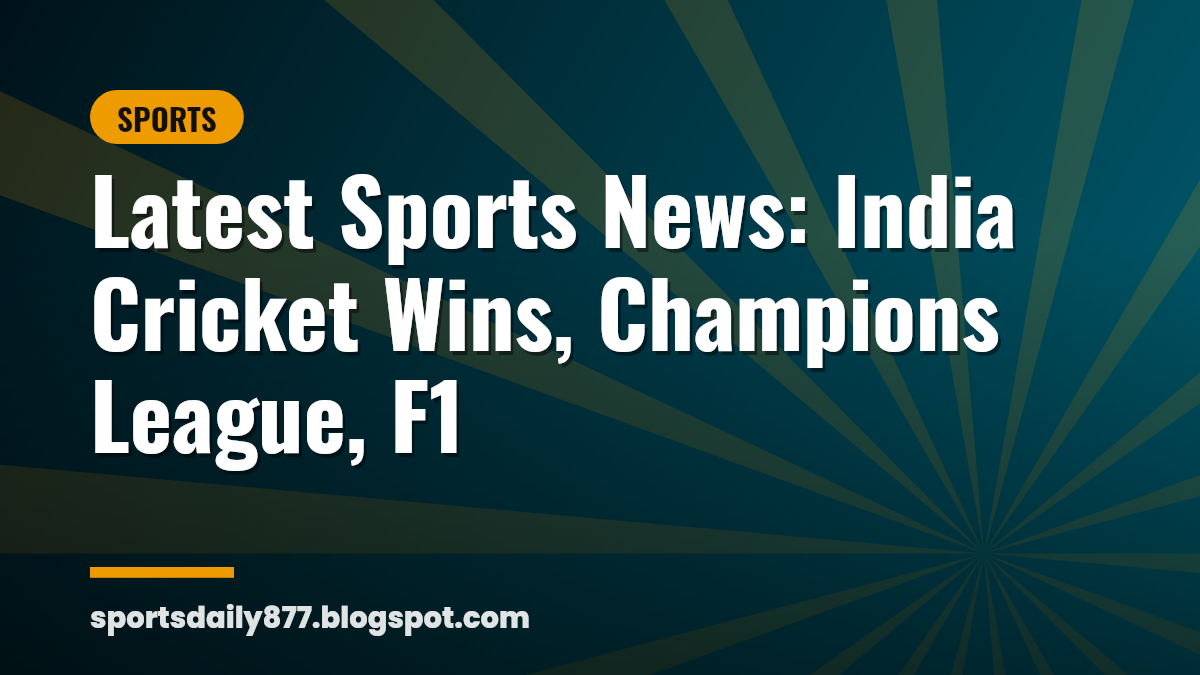 SPORTS
Latest Sports News: India
Cricket Wins, Champions
League, F1
sportsdaily877.blogspot.com